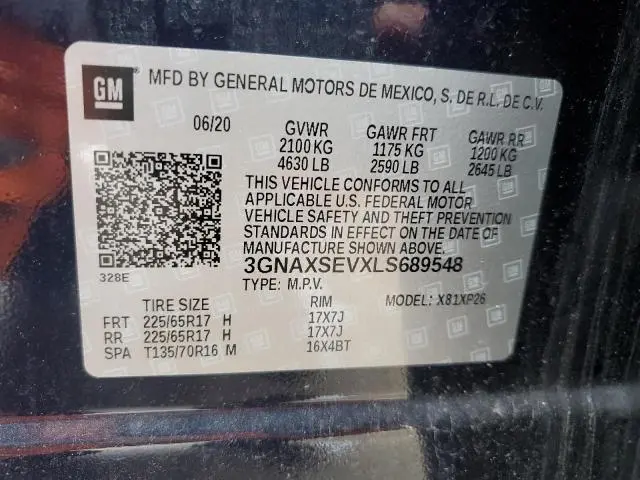 GM ® MFD BY GENERAL MOTORS DE MEXICO, S. DE R.L. DE C.V.
06/20 GVWR GAWR FRT GAWR RR
2100 KG 1175 KG 1200 KG
4630 LB 2590 LB 2645 LB
THIS VEHICLE CONFORMS TO ALL
APPLICABLE U.S. FEDERAL MOTOR
VEHICLE SAFETY AND THEFT PREVENTION
STANDARDS IN EFFECT ON THE DATE OF
MANUFACTURE SHOWN ABOVE.
3GNAXSEVXLS689548
328E TYPE: M.P.V. MODEL: X81XP26
TIRE SIZE RIM
FRT 225/65R17 H 17X7J
RR 225/65R17 H 17X7J
SPA T135/70R16 M 16X4BT